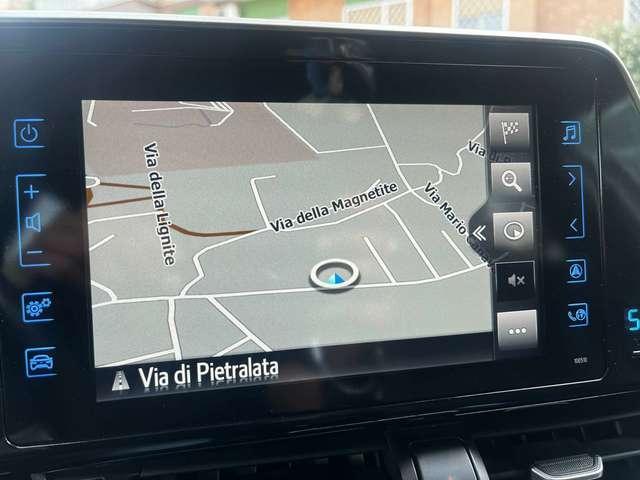 Via della Lignite
Via della Magnetite
Via Mario
Via di Pietralata